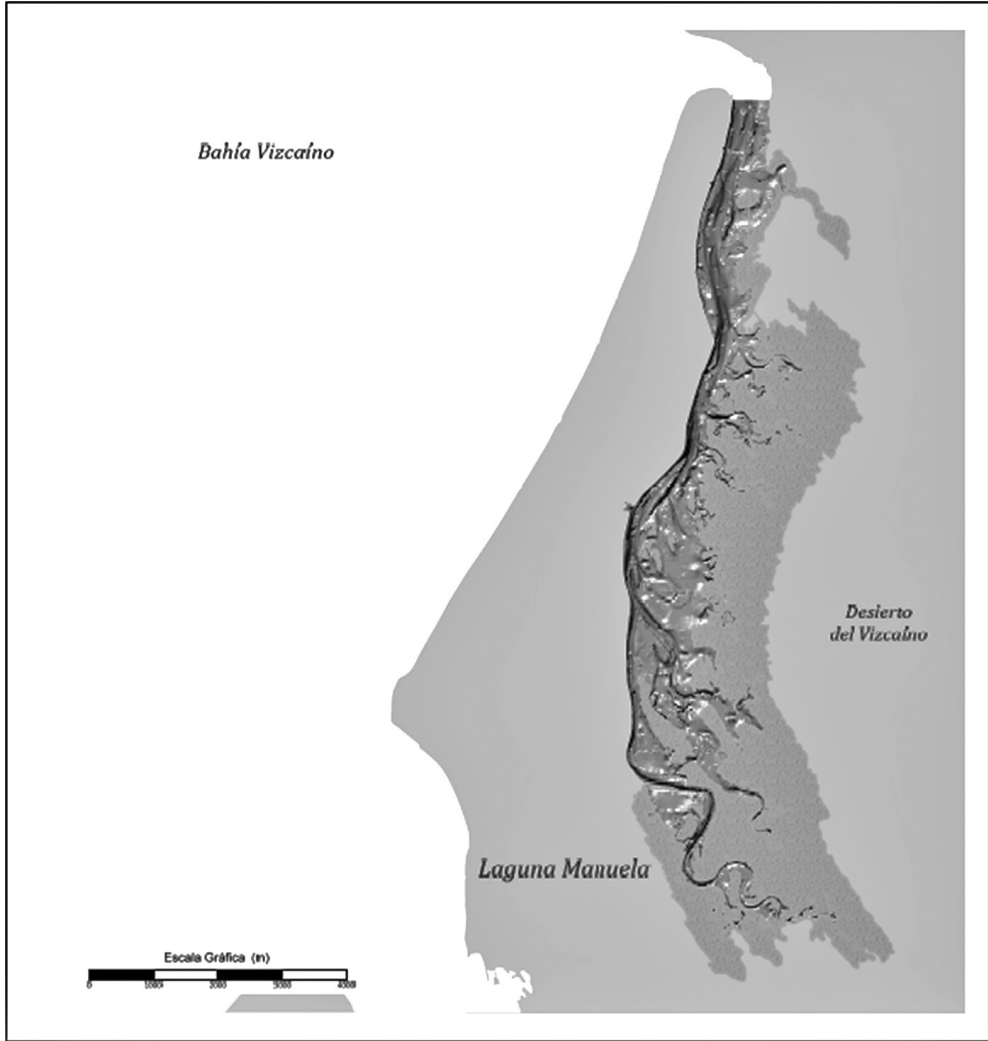 Bahía Vizcaíno
Desierto
del Vizcaíno
Laguna Manuela
Escala Gráfica (m)
0 1000 2000 3000 4000